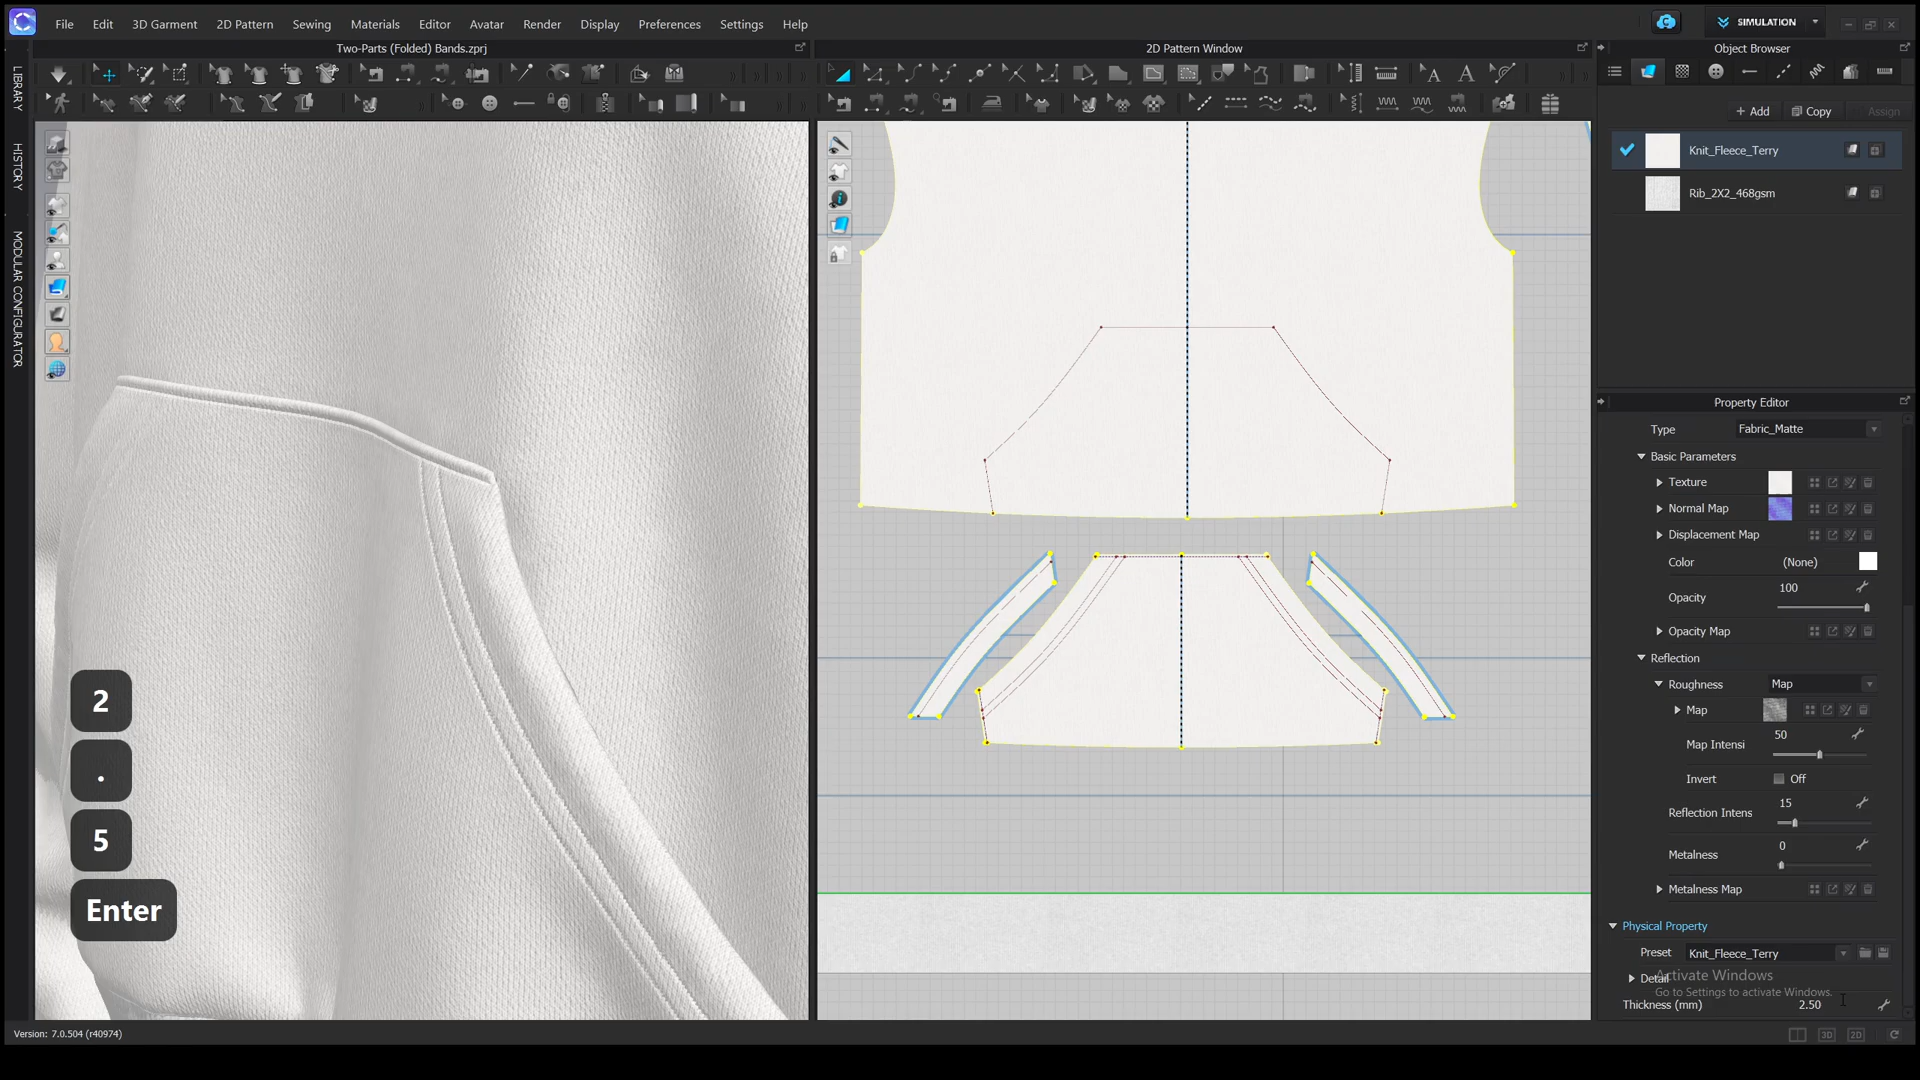 File Edit 3D Garment 2D Pattern Sewing Materials Editor Avatar Render Display Preferences Settings Help
SIMULATION
Two-Parts (Folded) Bands.zprj
2D Pattern Window
Object Browser
LIBRARY
HISTORY
MODULAR CONFIGURATOR
+ Add
Copy
Assign
Knit_Fleece_Terry
Rib_2X2_468gsm
Property Editor
Type Fabric_Matte
Basic Parameters
Texture
Normal Map
Displacement Map
Color (None)
Opacity 100
Opacity Map
Reflection
Roughness Map
Map
Map Intensi 50
Invert Off
Reflection Intens 15
Metalness 0
Metalness Map
Physical Property
Preset Knit_Fleece_Terry
Detail
Activate Windows
Go to Settings to activate Windows.
Thickness (mm) 2.50
2
.
5
Enter
Version: 7.0.504 (r40974)
3D
2D